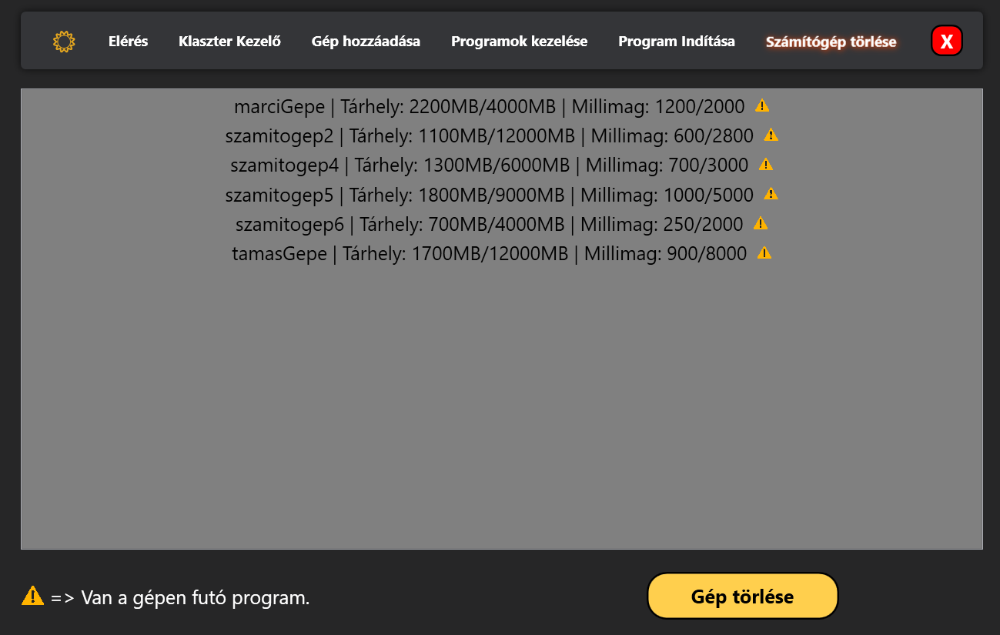 Elérés Klaszter Kezelő Gép hozzáadása Programok kezelése Program Indítása Számítógép törlése X
marciGepe | Tárhely: 2200MB/4000MB | Millimag: 1200/2000
szamitogep2 | Tárhely: 1100MB/12000MB | Millimag: 600/2800
szamitogep4 | Tárhely: 1300MB/6000MB | Millimag: 700/3000
szamitogep5 | Tárhely: 1800MB/9000MB | Millimag: 1000/5000
szamitogep6 | Tárhely: 700MB/4000MB | Millimag: 250/2000
tamasGepe | Tárhely: 1700MB/12000MB | Millimag: 900/8000
=> Van a gépen futó program.
Gép törlése